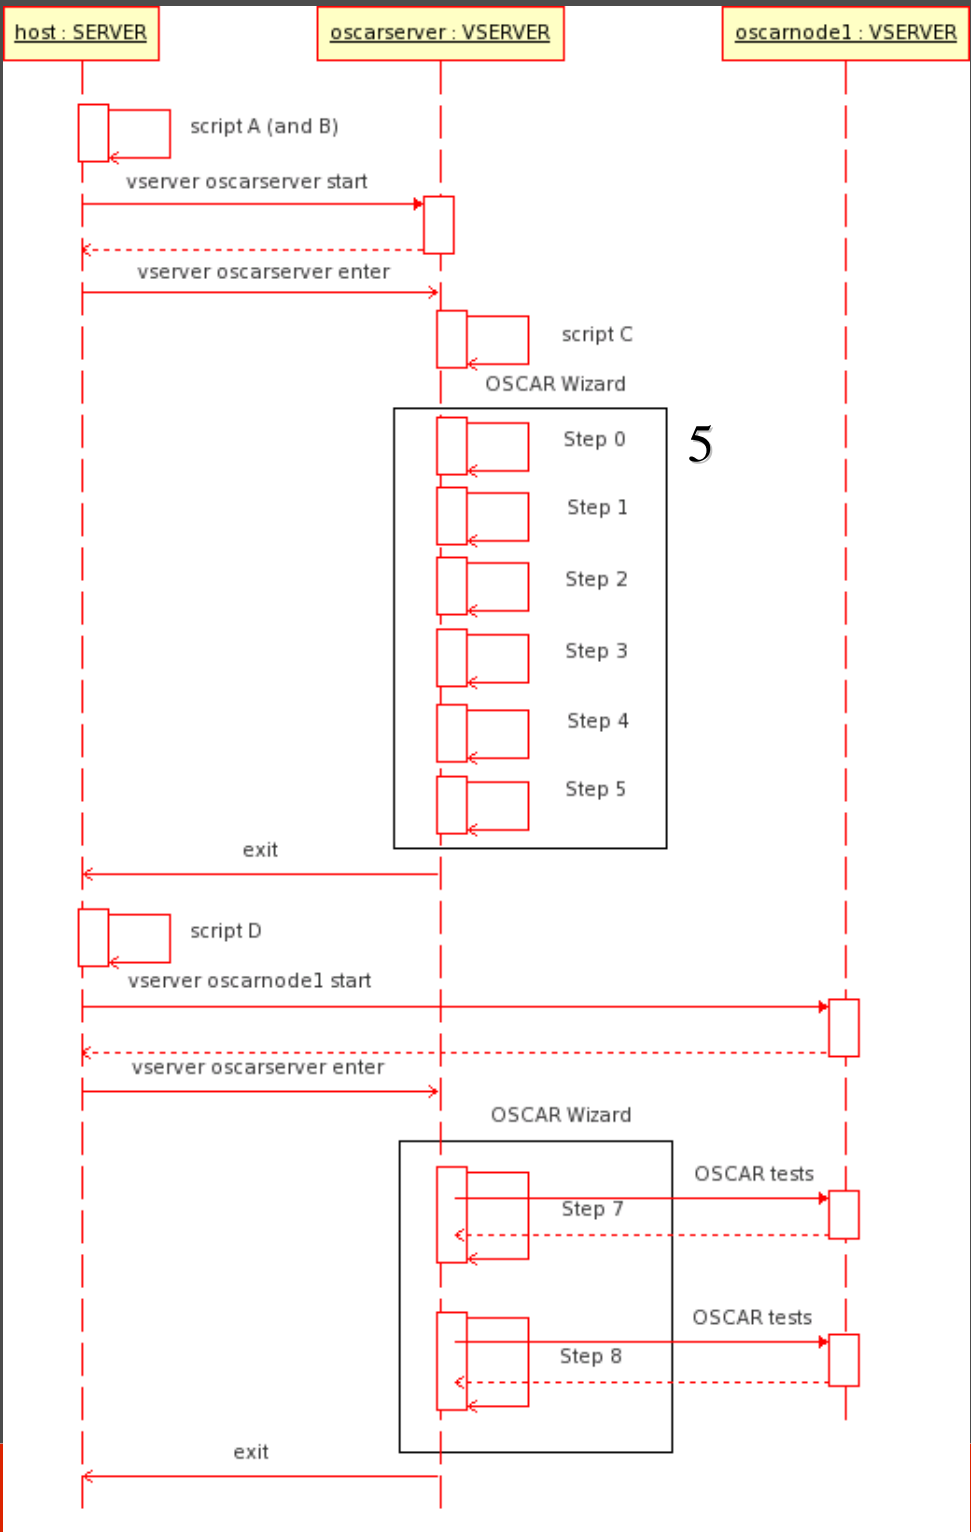 host : SERVER
oscarserver : VSERVER
oscarnode1 : VSERVER
script A (and B)
vserver oscarserver start
vserver oscarserver enter
script C
OSCAR Wizard
Step 0
5
Step 1
Step 2
Step 3
Step 4
Step 5
exit
script D
vserver oscarnode1 start
vserver oscarserver enter
OSCAR Wizard
OSCAR tests
Step 7
OSCAR tests
Step 8
exit